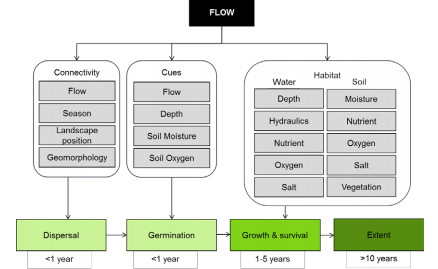 FLOW
Connectivity
Flow
Season
Landscape
position
Geomorphology
Cues
Flow
Depth
Soil Moisture
Soil Oxygen
Habitat
Water
Soil
Depth
Moisture
Hydraulics
Nutrient
Nutrient
Oxygen
Oxygen
Salt
Salt
Vegetation
Dispersal
Germination
Growth & survival
Extent
<1 year
<1 year
1-5 years
>10 years